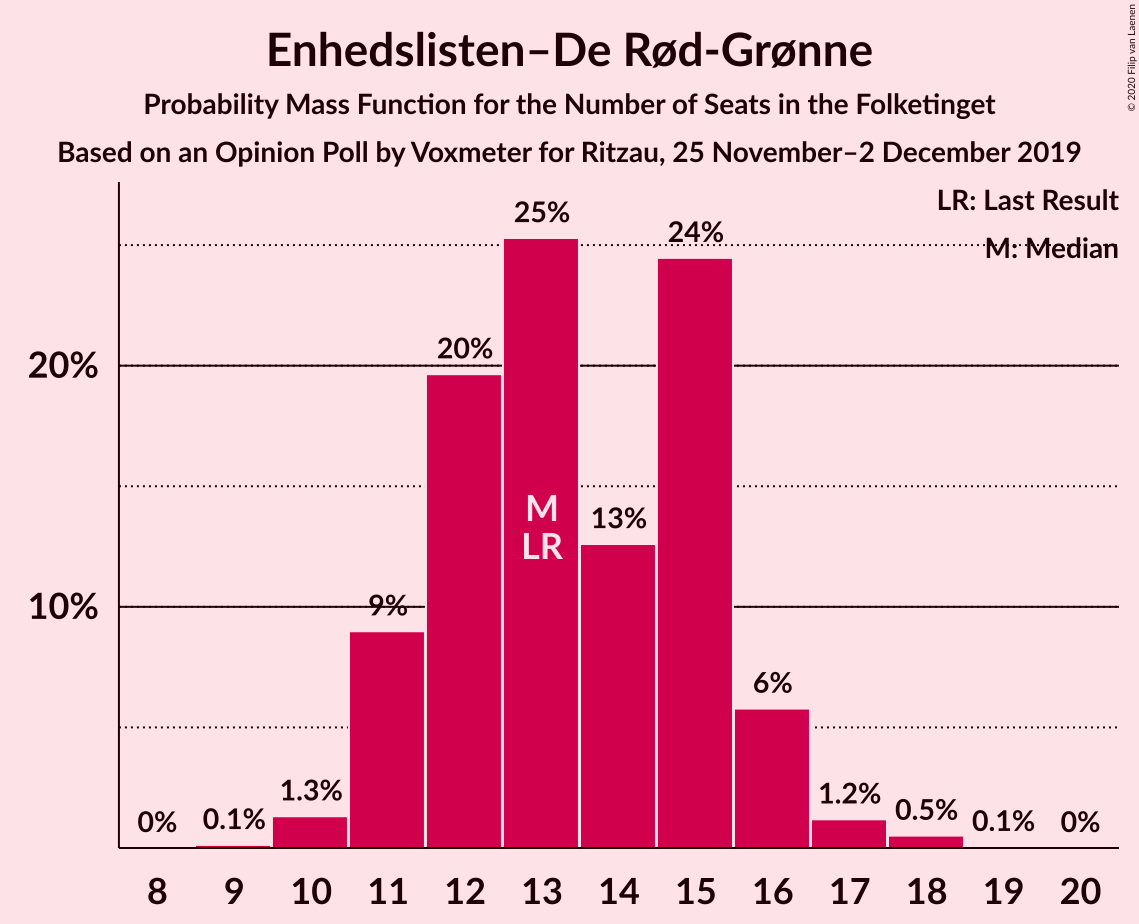 Enhedslisten–De Rød-Grønne
Probability Mass Function for the Number of Seats in the Folketinget
Based on an Opinion Poll by Voxmeter for Ritzau, 25 November–2 December 2019
© 2020 Filip van Laenen
LR: Last Result
M: Median
25%
24%
20%
20%
13%
M
LR
10%
9%
6%
1.3%
1.2%
0.5%
0%
0.1%
0.1%
0%
8 9 10 11 12 13 14 15 16 17 18 19 20